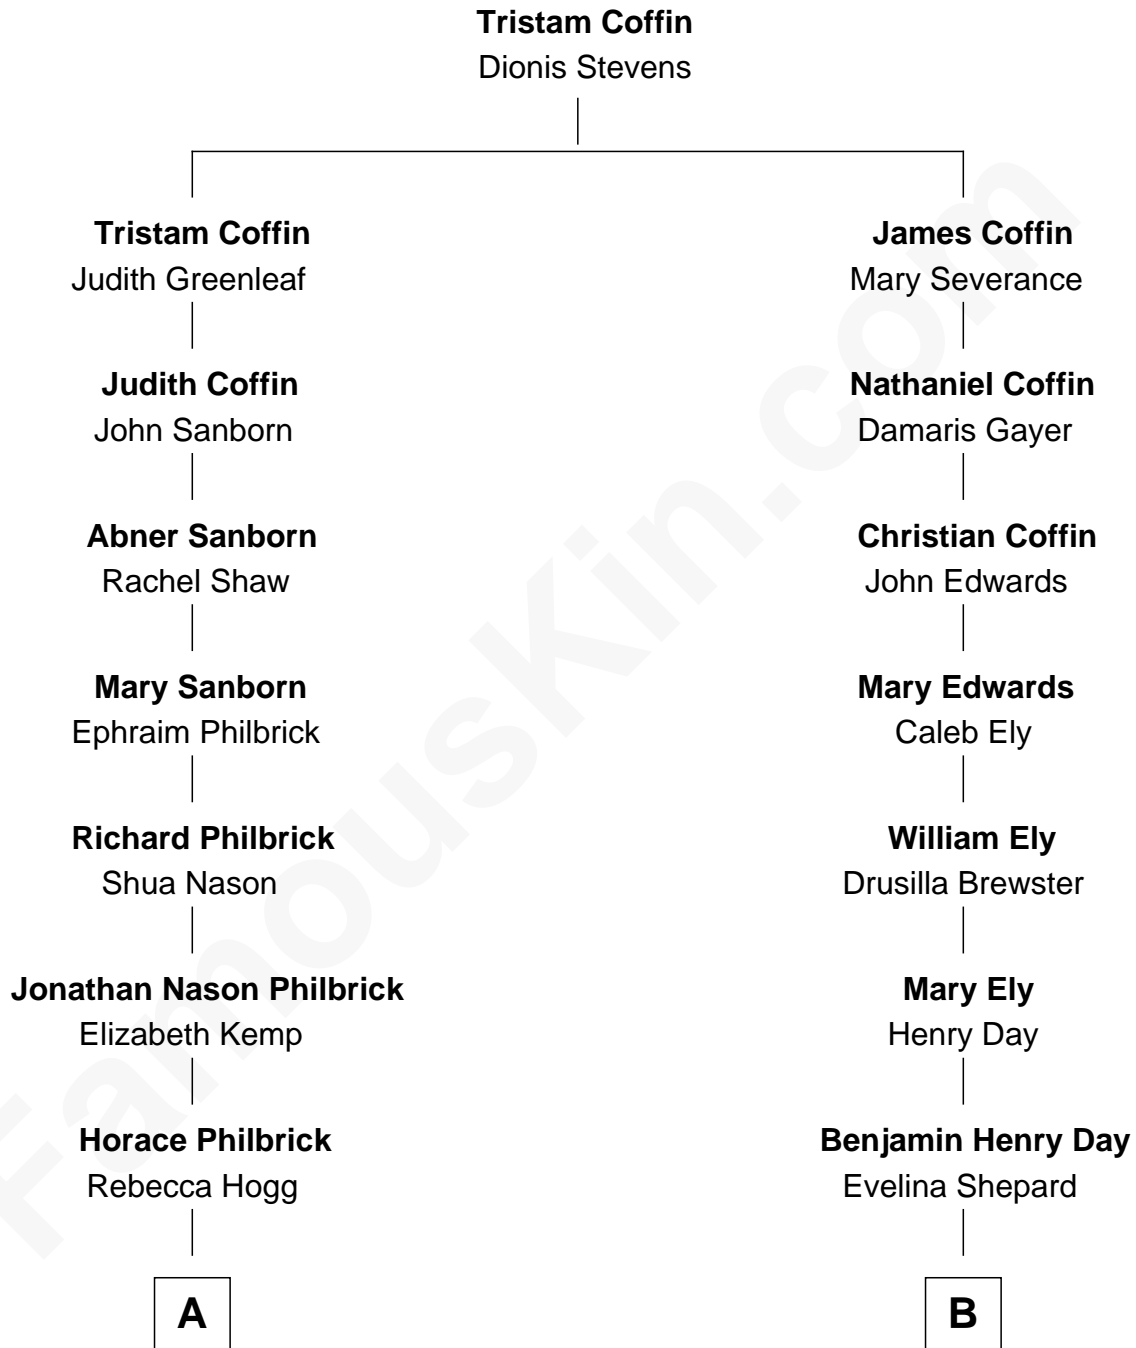 Tristam Coffin
Dionis Stevens
Tristam Coffin
Judith Greenleaf
James Coffin
Mary Severance
Judith Coffin
John Sanborn
Nathaniel Coffin
Damaris Gayer
Abner Sanborn
Rachel Shaw
Christian Coffin
John Edwards
Mary Sanborn
Ephraim Philbrick
Mary Edwards
Caleb Ely
Richard Philbrick
Shua Nason
William Ely
Drusilla Brewster
Jonathan Nason Philbrick
Elizabeth Kemp
Mary Ely
Henry Day
Horace Philbrick
Rebecca Hogg
Benjamin Henry Day
Evelina Shepard
A
B
FamousKin.com